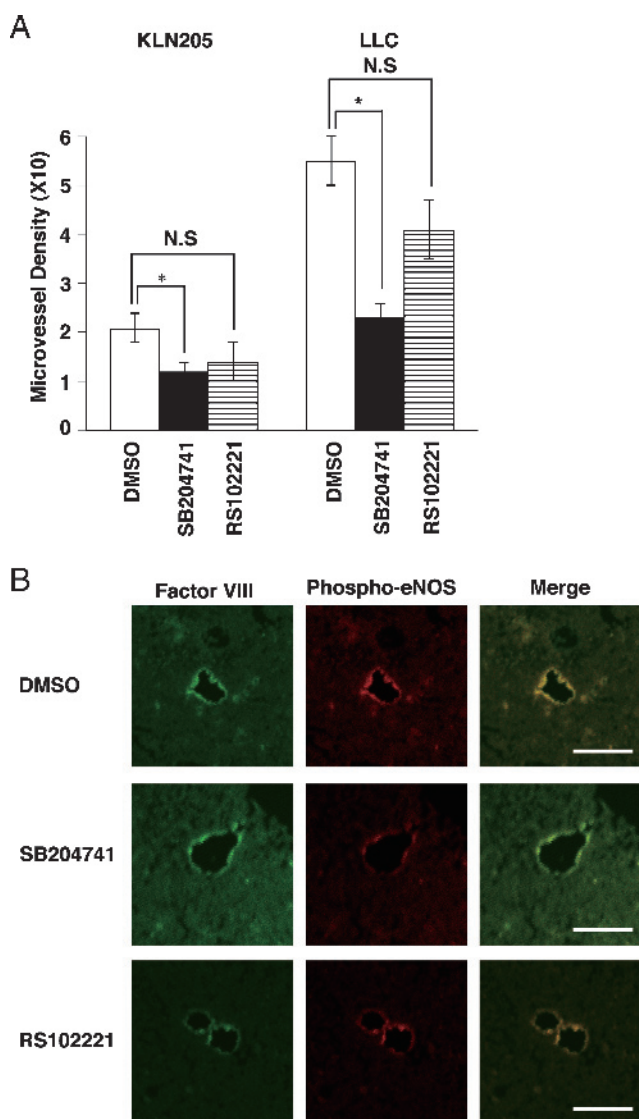 A
KLN205
LLC
N.S
*
N.S
*
Microvessel Density (X10)
6
5
4
3
2
1
0
DMSO
SB204741
RS102221
DMSO
SB204741
RS102221
B
Factor VIII
Phospho-eNOS
Merge
DMSO
SB204741
RS102221